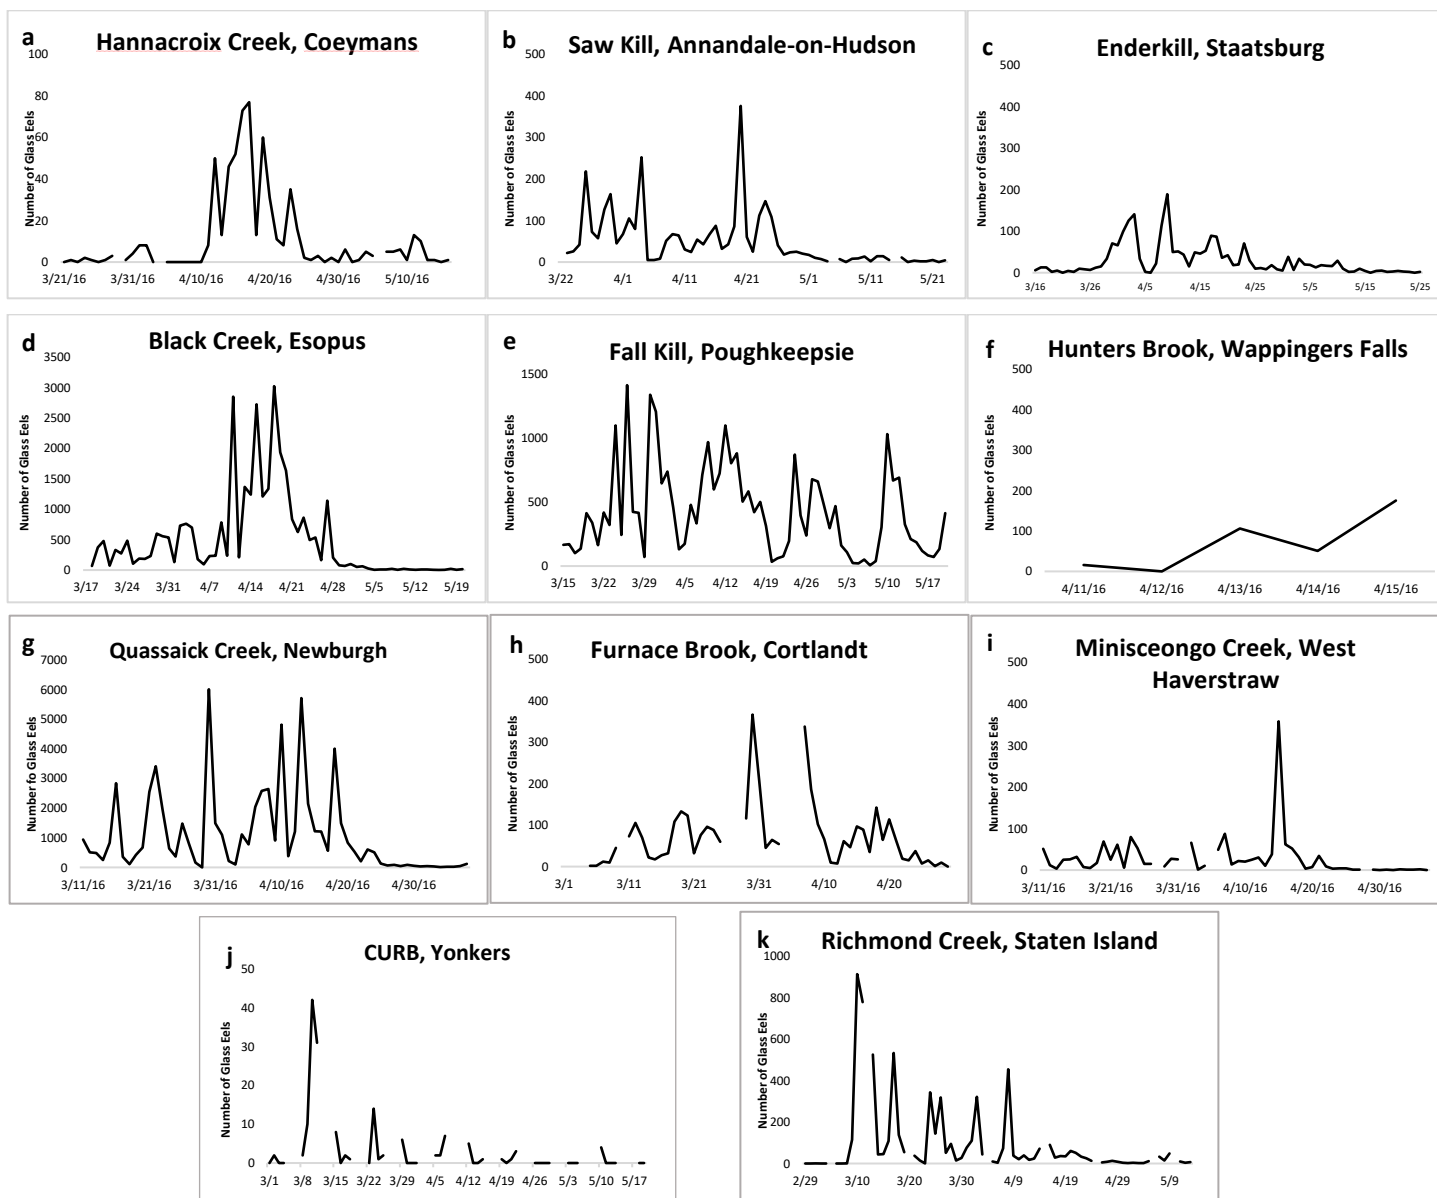 a
Hannacroix Creek, Coeymans
Number of Glass Eels
100
80
60
40
20
0
3/21/16 3/31/16 4/10/16 4/20/16 4/30/16 5/10/16
b
Saw Kill, Annandale-on-Hudson
Number of Glass Eels
500
400
300
200
100
0
3/22 4/1 4/11 4/21 5/1 5/11 5/21
c
Enderkill, Staatsburg
Number of Glass Eels
500
400
300
200
100
0
3/16 3/26 4/5 4/15 4/25 5/5 5/15 5/25
d
Black Creek, Esopus
Number of Glass Eels
3500
3000
2500
2000
1500
1000
500
0
3/17 3/24 3/31 4/7 4/14 4/21 4/28 5/5 5/12 5/19
e
Fall Kill, Poughkeepsie
Number of Glass Eels
1500
1000
500
0
3/15 3/22 3/29 4/5 4/12 4/19 4/26 5/3 5/10 5/17
f
Hunters Brook, Wappingers Falls
Number of Glass Eels
500
400
300
200
100
0
4/11/16 4/12/16 4/13/16 4/14/16 4/15/16
g
Quassaick Creek, Newburgh
Number fo Glass Eels
7000
6000
5000
4000
3000
2000
1000
0
3/11/16 3/21/16 3/31/16 4/10/16 4/20/16 4/30/16
h
Furnace Brook, Cortlandt
Number of Glass Eels
500
400
300
200
100
0
3/1 3/11 3/21 3/31 4/10 4/20
i
Minisceongo Creek, West
Haverstraw
Number of Glass Eels
500
400
300
200
100
0
3/11/16 3/21/16 3/31/16 4/10/16 4/20/16 4/30/16
j
CURB, Yonkers
Number of Glass Eels
50
40
30
20
10
0
3/1 3/8 3/15 3/22 3/29 4/5 4/12 4/19 4/26 5/3 5/10 5/17
k
Richmond Creek, Staten Island
Number of Glass Eels
1000
800
600
400
200
0
2/29 3/10 3/20 3/30 4/9 4/19 4/29 5/9